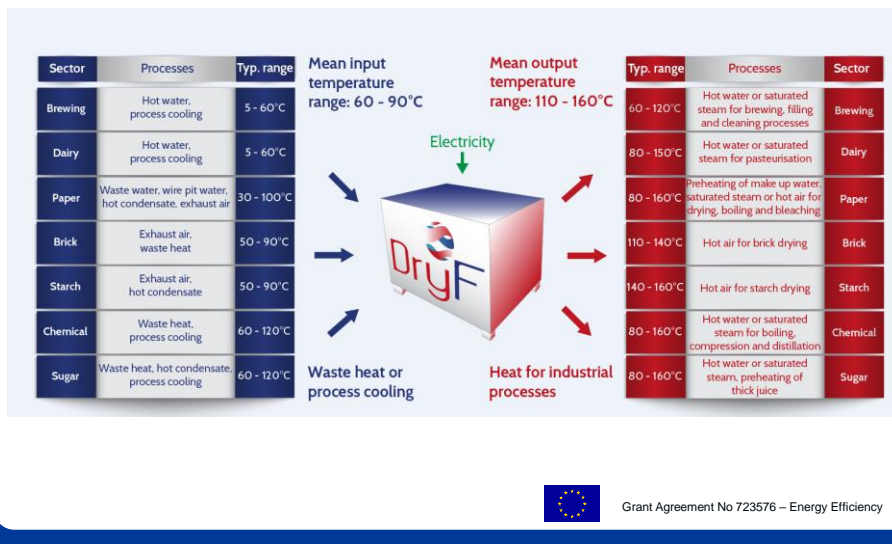 Sector Processes Typ. range
Brewing Hot water, process cooling 5 - 60°C
Dairy Hot water, process cooling 5 - 60°C
Paper Waste water, wire pit water, hot condensate, exhaust air 30 - 100°C
Brick Exhaust air, waste heat 50 - 90°C
Starch Exhaust air, hot condensate 50 - 90°C
Chemical Waste heat, process cooling 60 - 120°C
Sugar Waste heat, hot condensate, process cooling 60 - 120°C
Mean input
temperature
range: 60 - 90°C
Electricity
DryF
Waste heat or
process cooling
Mean output
temperature
range: 110 - 160°C
Heat for industrial
processes
Typ. range Processes Sector
60 - 120°C Hot water or saturated steam for brewing, filling and cleaning processes Brewing
80 - 150°C Hot water or saturated steam for pasteurisation Dairy
80 - 160°C Preheating of make up water, saturated steam or hot air for drying, boiling and bleaching Paper
110 - 140°C Hot air for brick drying Brick
140 - 160°C Hot air for starch drying Starch
80 - 160°C Hot water or saturated steam for boiling, compression and distillation Chemical
80 - 160°C Hot water or saturated steam, preheating of thick juice Sugar
Grant Agreement No 723576 – Energy Efficiency